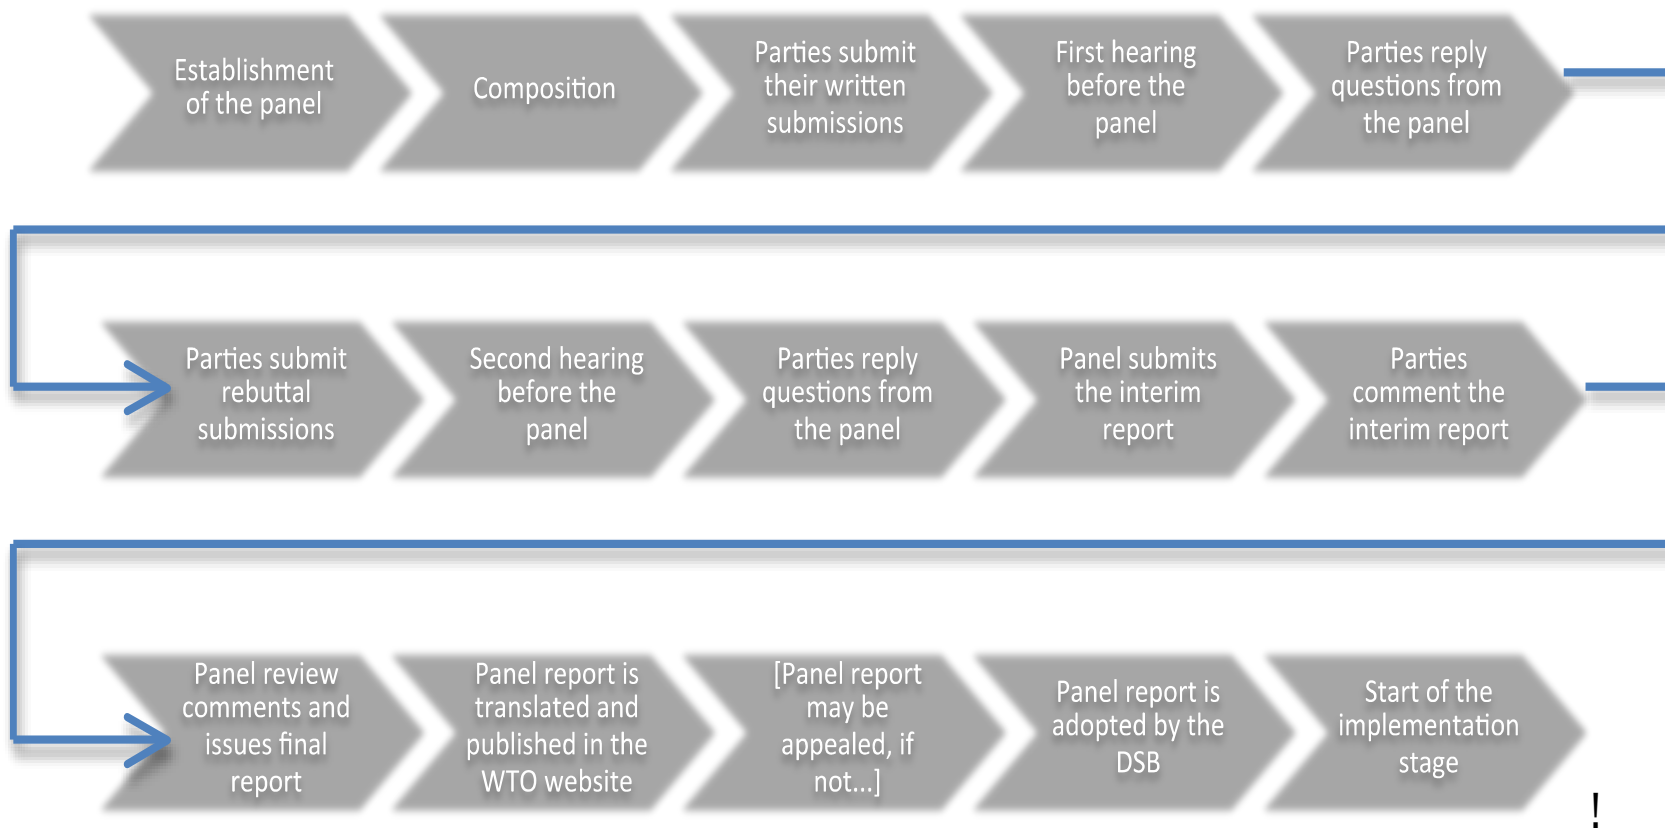 Establishment
of the panel
Composition
Parties submit
their written
submissions
First hearing
before the
panel
Parties reply
questions from
the panel
Parties submit
rebuttal
submissions
Second hearing
before the
panel
Parties reply
questions from
the panel
Panel submits
the interim
report
Parties
comment the
interim report
Panel review
comments and
issues final
report
Panel report is
translated and
published in the
WTO website
[Panel report
may be
appealed, if
not...]
Panel report is
adopted by the
DSB
Start of the
implementation
stage
!